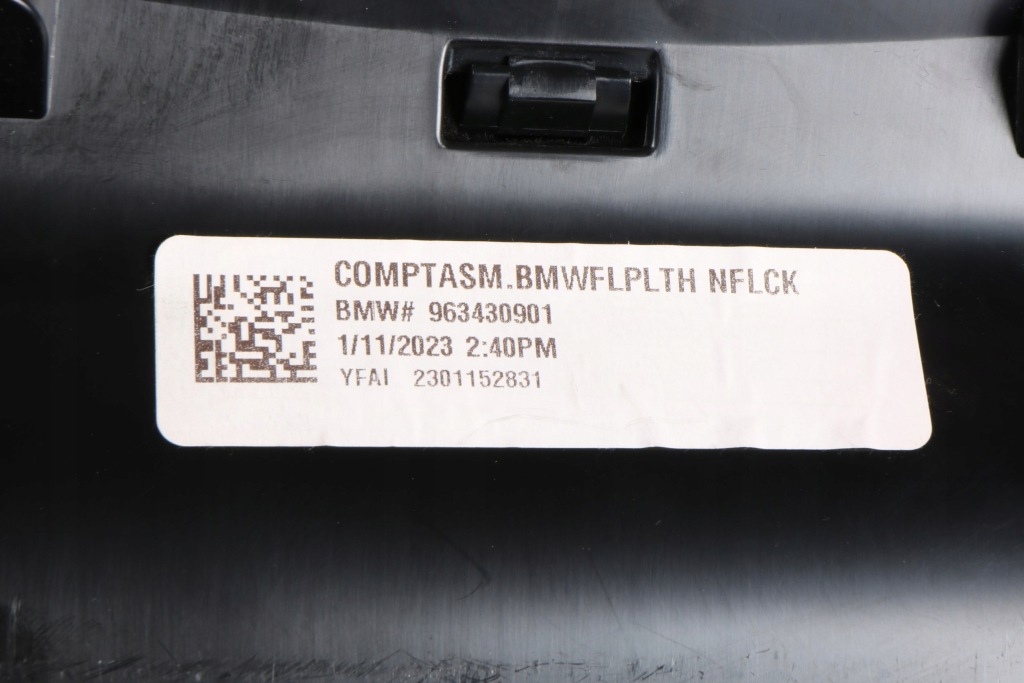 COMPTASM.BMWFLPLTH NFLCK
BMW# 963430901
1/11/2023 2:40PM
YFAI 2301152831